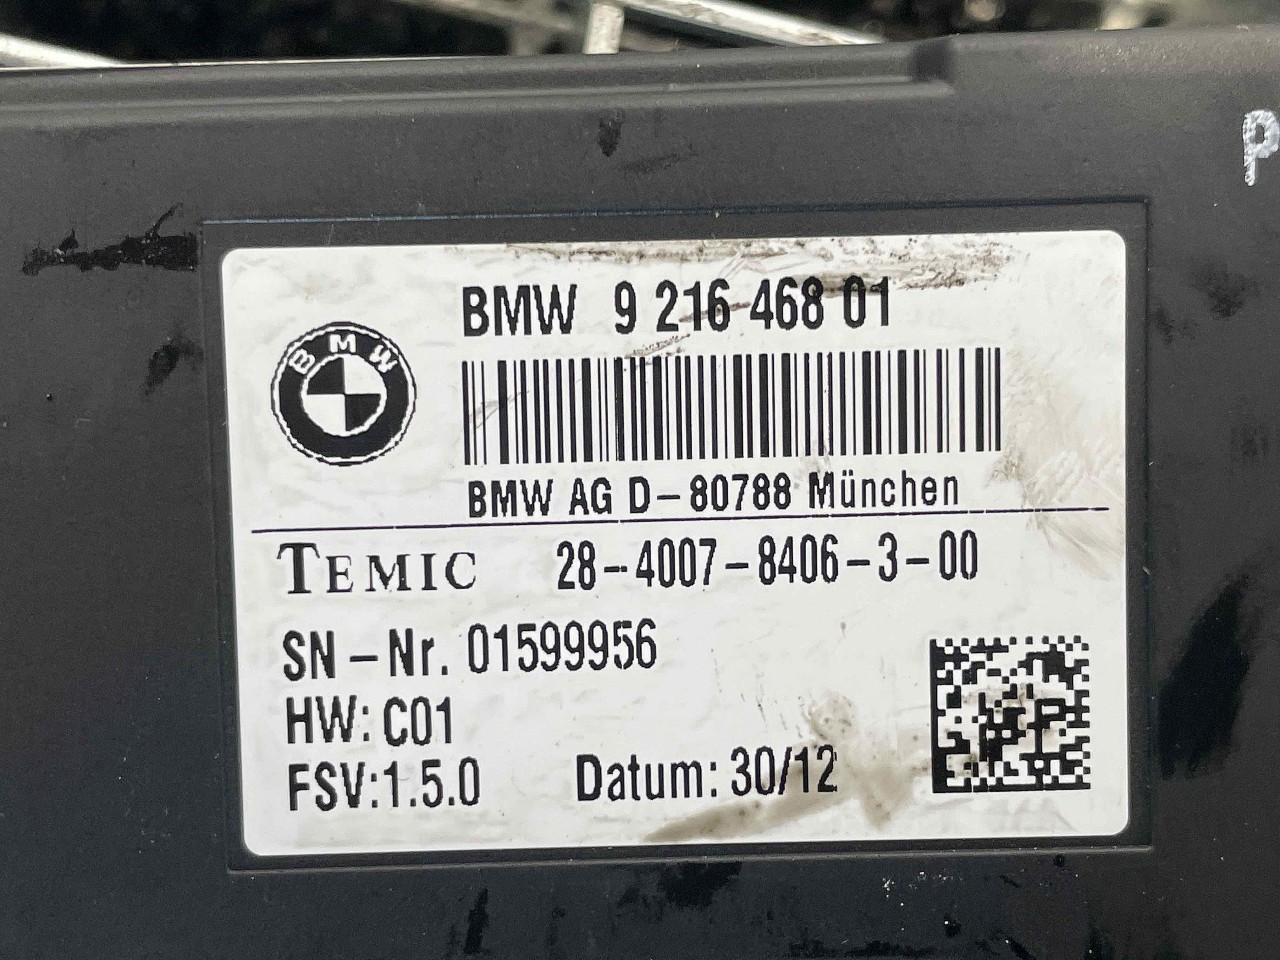 P
BMW 9 216 468 01
BMW
BMW AG D-80788 München
TEMIC 28-4007-8406-3-00
SN-Nr. 01599956
HW: C01
FSV:1.5.0 Datum: 30/12